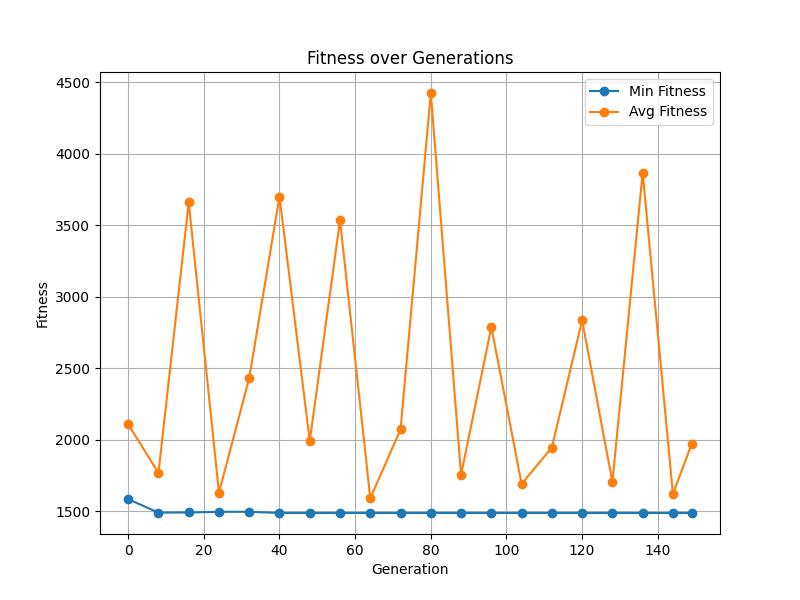 Fitness over Generations
Min Fitness
Avg Fitness
4500
4000
3500
3000
2500
2000
1500
Fitness
0 20 40 60 80 100 120 140
Generation